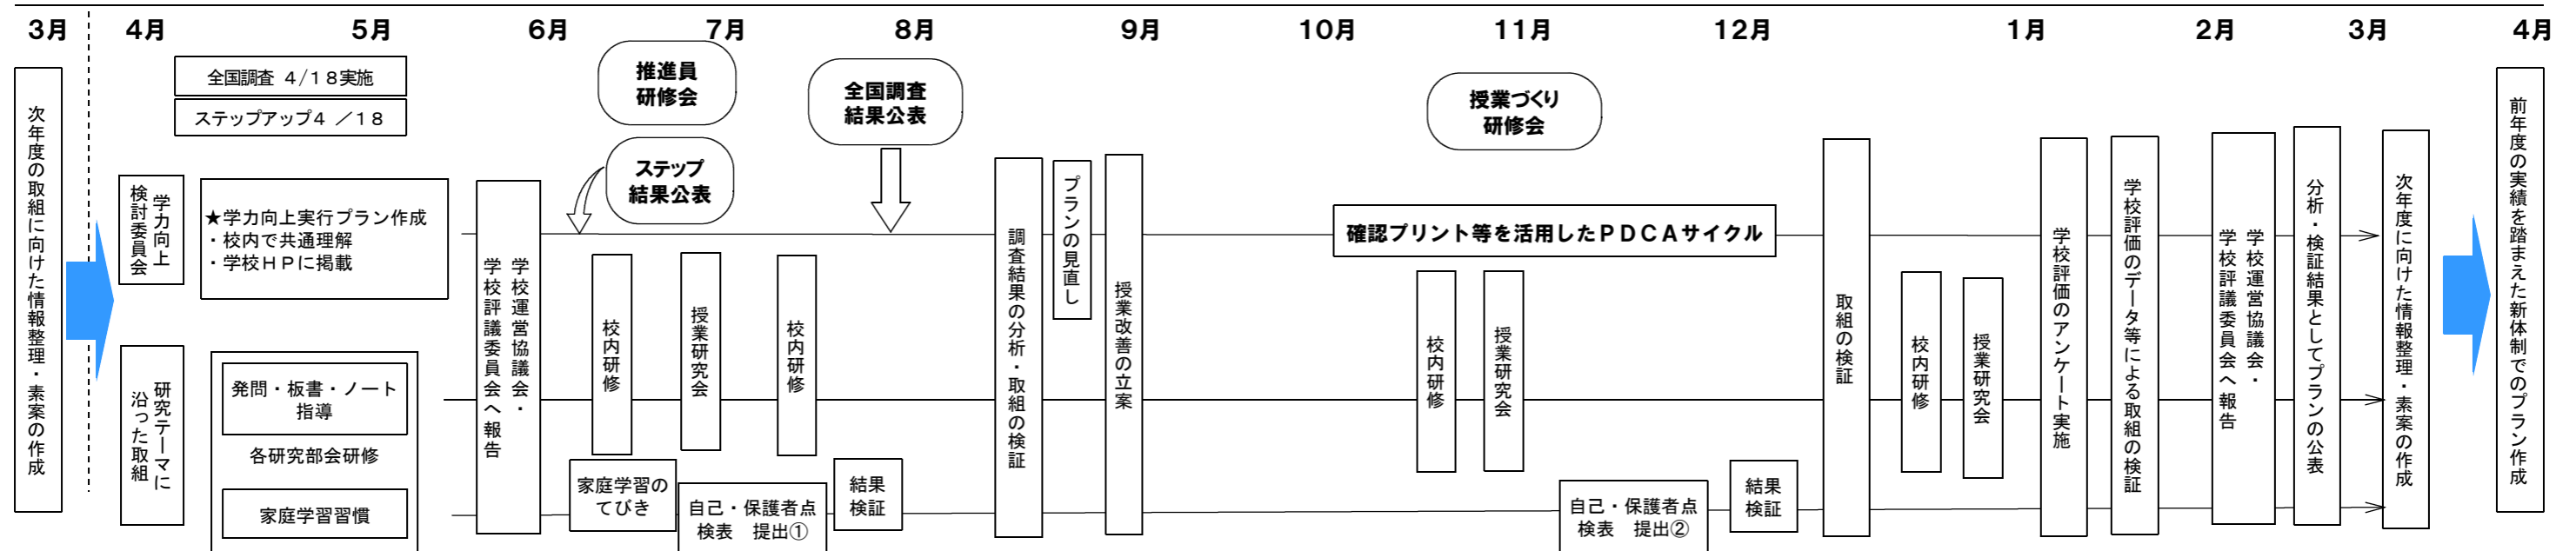 3月
4月
5月
6月
7月
8月
9月
10月
11月
12月
1月
2月
3月
4月
次年度の取組に向けた情報整理・素案の作成
全国調査 4/18実施
ステップアップ4 ／18
学力向上
検討委員会
★学力向上実行プラン作成
・校内で共通理解
・学校HPに掲載
研究テーマに
沿った取組
発問・板書・ノート
指導
各研究部会研修
家庭学習習慣
学校運営協議会・
学校評議委員会へ報告
推進員
研修会
ステップ
結果公表
校内研修
授業研究会
校内研修
家庭学習の
てびき
自己・保護者点
検表 提出①
結果
検証
全国調査
結果公表
調査結果の分析・取組の検証
プランの見直し
授業改善の立案
授業づくり
研修会
確認プリント等を活用したPDCAサイクル
校内研修
授業研究会
自己・保護者点
検表 提出②
結果
検証
取組の検証
校内研修
授業研究会
学校評価のアンケート実施
学校評価のデータ等による取組の検証
学校運営協議会・
学校評議委員会へ報告
分析・検証結果としてプランの公表
次年度に向けた情報整理・素案の作成
前年度の実績を踏まえた新体制でのプラン作成